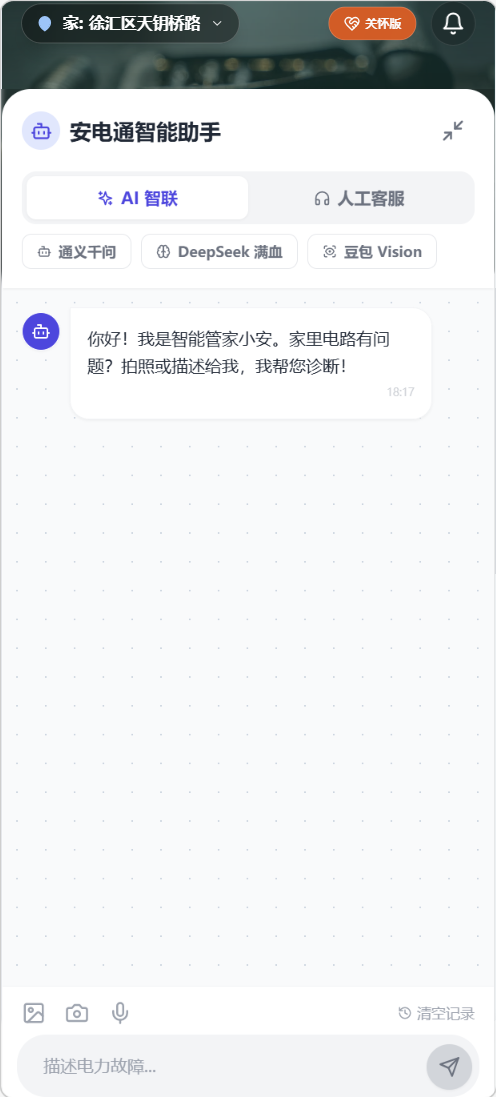 家: 徐汇区天钥桥路
关怀版
安电通智能助手
AI 智联
人工客服
通义千问
DeepSeek 满血
豆包 Vision
你好！我是智能管家小安。家里电路有问
题？拍照或描述给我，我帮您诊断！
18:17
清空记录
描述电力故障...